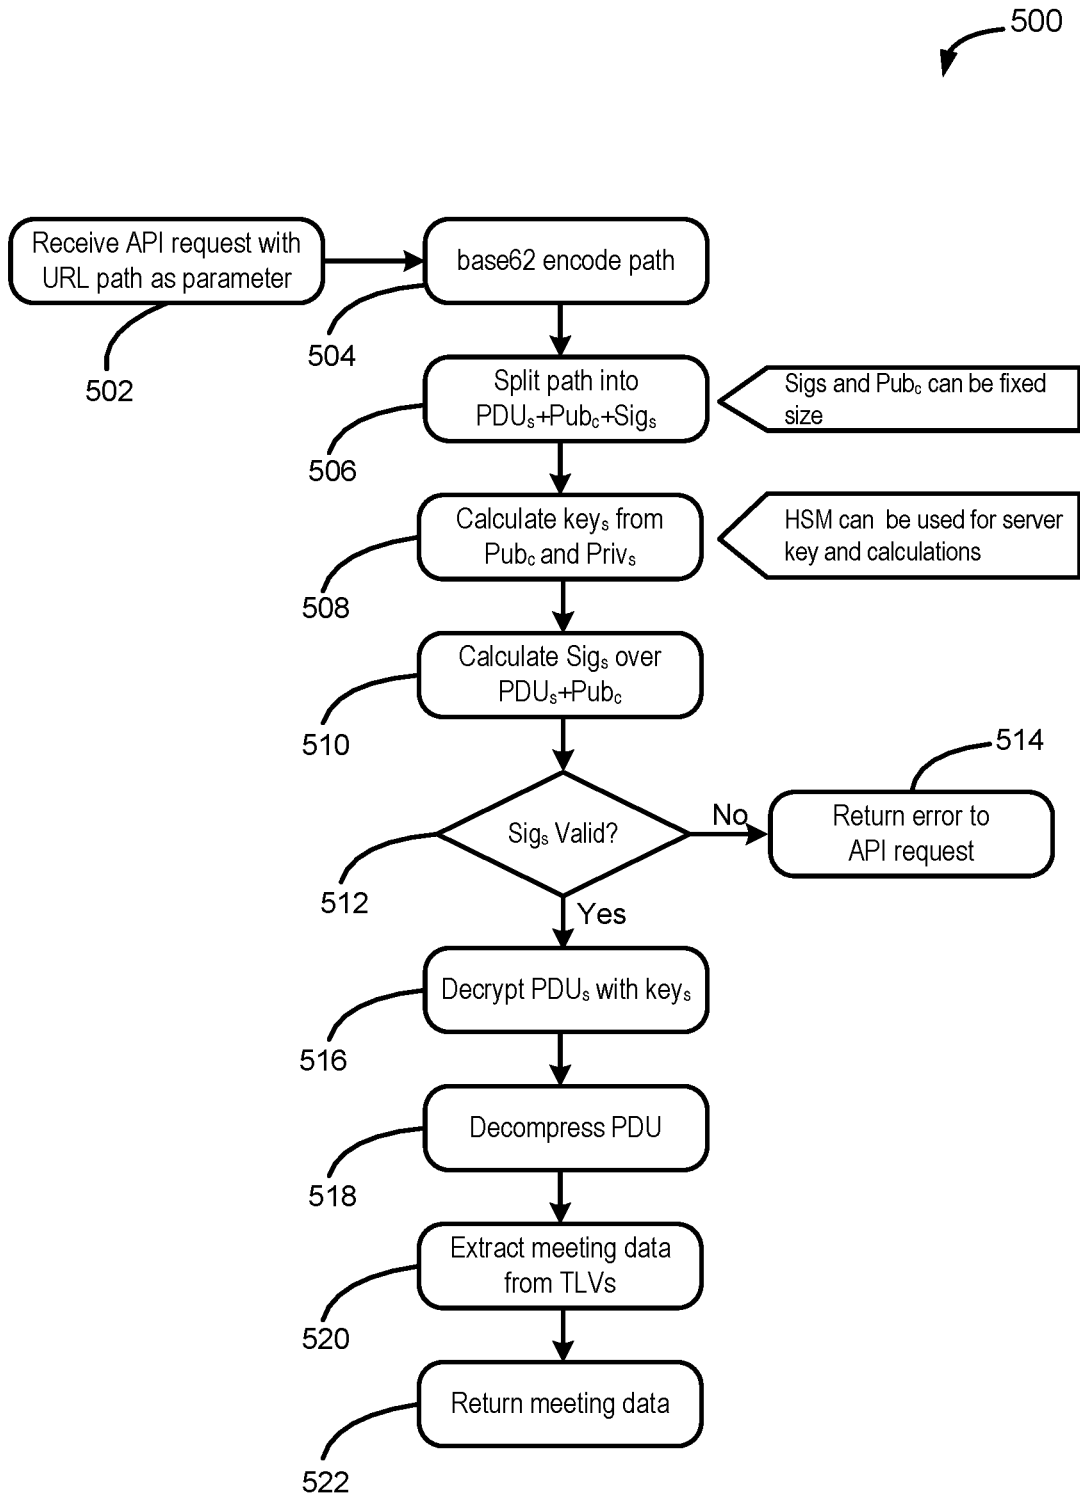 500
Receive API request with
URL path as parameter
502
base62 encode path
504
Split path into
PDUs+Pubc+Sigs
506
Sigs and Pubc can be fixed
size
Calculate keys from
Pubc and Privs
508
HSM can be used for server
key and calculations
Calculate Sigs over
PDUs+Pubc
510
Sigs Valid?
512
No
514
Return error to
API request
Yes
Decrypt PDUs with keys
516
Decompress PDU
518
Extract meeting data
from TLVs
520
Return meeting data
522